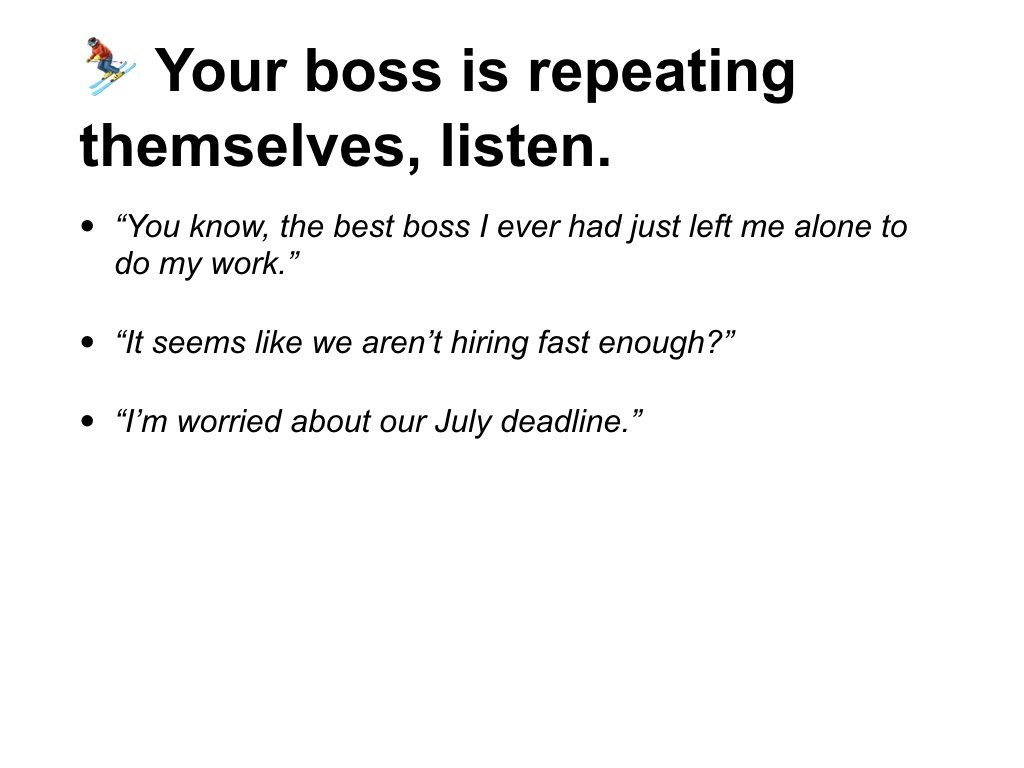 ⛷️ Your boss is repeating
themselves, listen.
• “You know, the best boss I ever had just left me alone to
do my work.”
• “It seems like we aren’t hiring fast enough?”
• “I’m worried about our July deadline.”